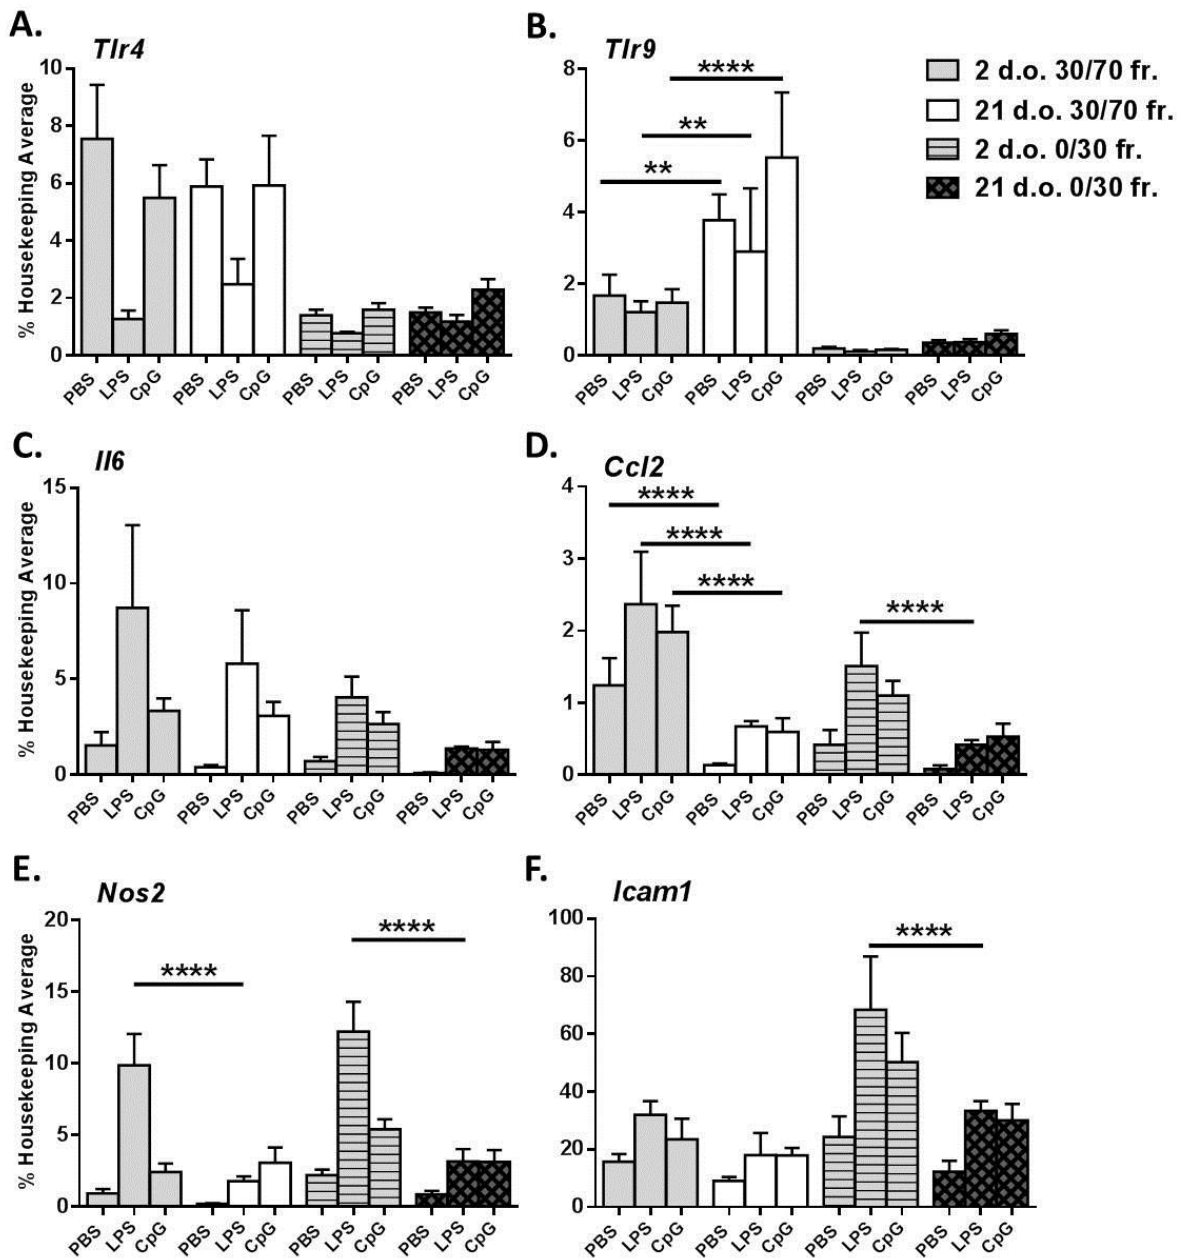 A.
Tlr4
% Housekeeping Average
10
8
6
4
2
0
PBS LPS CpG PBS LPS CpG PBS LPS CpG PBS LPS CpG
B.
Tlr9
8
6
4
2
0
** ** ****
PBS LPS CpG PBS LPS CpG PBS LPS CpG PBS LPS CpG
2 d.o. 30/70 fr.
21 d.o. 30/70 fr.
2 d.o. 0/30 fr.
21 d.o. 0/30 fr.
C.
Il6
% Housekeeping Average
15
10
5
0
PBS LPS CpG PBS LPS CpG PBS LPS CpG PBS LPS CpG
D.
Ccl2
4
3
2
1
0
**** **** **** ****
PBS LPS CpG PBS LPS CpG PBS LPS CpG PBS LPS CpG
E.
Nos2
% Housekeeping Average
20
15
10
5
0
**** ****
PBS LPS CpG PBS LPS CpG PBS LPS CpG PBS LPS CpG
F.
Icam1
100
80
60
40
20
0
****
PBS LPS CpG PBS LPS CpG PBS LPS CpG PBS LPS CpG